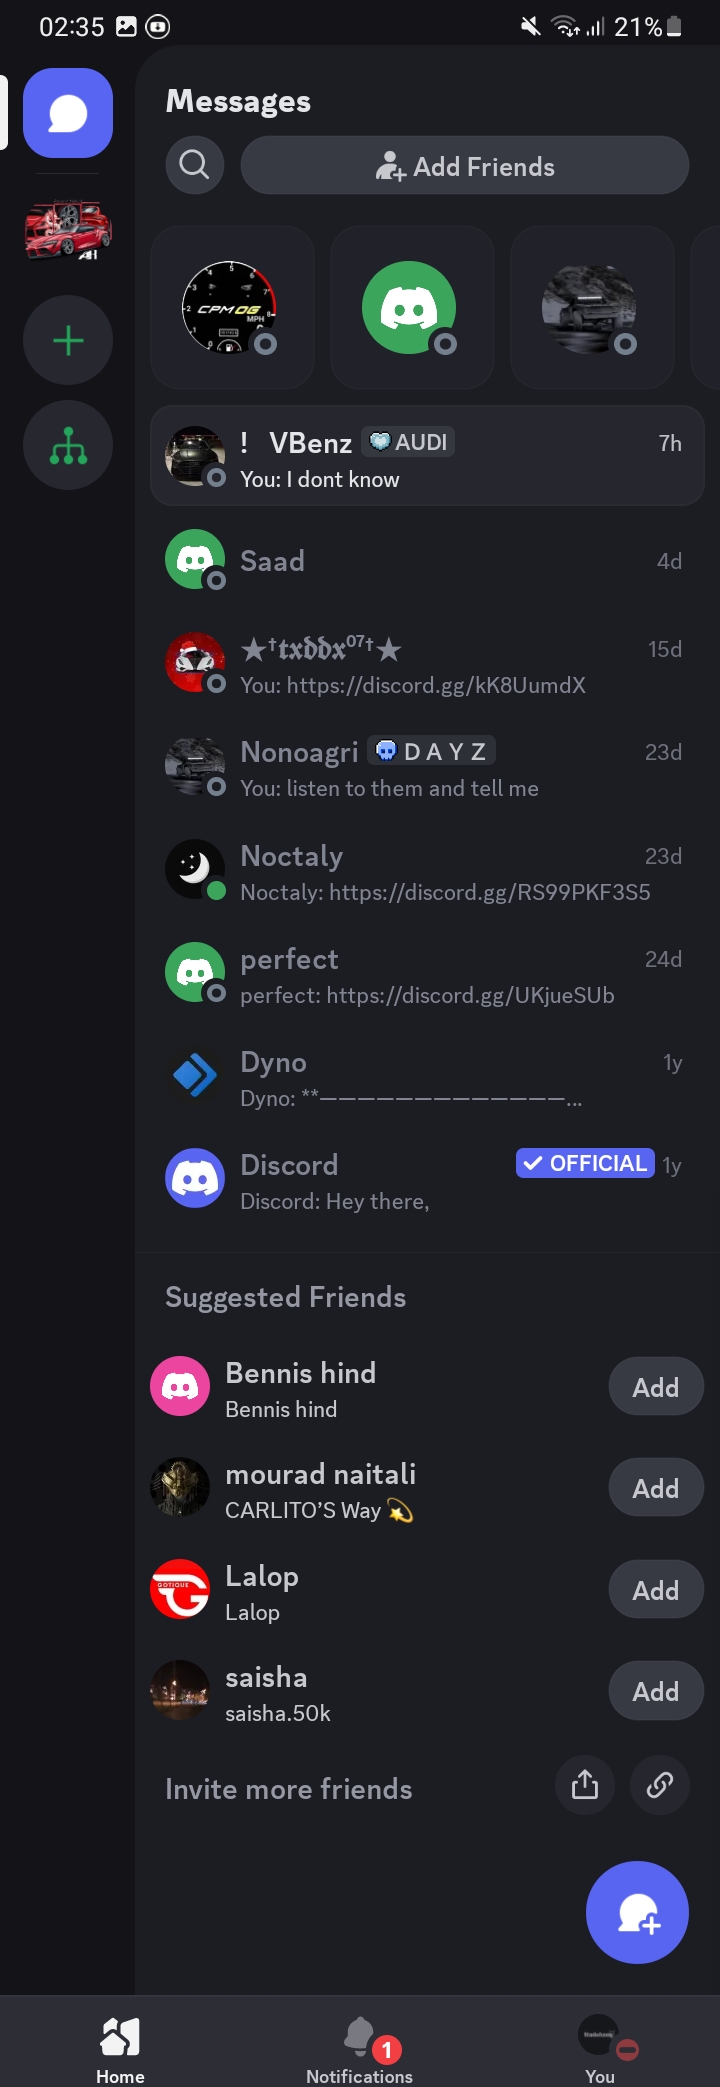 02:35
21%
Messages
Add Friends
CPMOG
MPH
! VBenz AUDI 7h
You: I dont know
Saad 4d
★†𝖙𝖝𝖉𝖉𝖝⁰⁷†★ 15d
You: https://discord.gg/kK8UumdX
Nonoagri D A Y Z 23d
You: listen to them and tell me
Noctaly 23d
Noctaly: https://discord.gg/RS99PKF3S5
perfect 24d
perfect: https://discord.gg/UKjueSUb
Dyno 1y
Dyno: **—————————————...
Discord ✓ OFFICIAL 1y
Discord: Hey there,
Suggested Friends
Bennis hind
Bennis hind
Add
mourad naitali
CARLITO'S Way 💫
Add
GOTIQUE
Lalop
Lalop
Add
saisha
saisha.50k
Add
Invite more friends
1
Home Notifications You